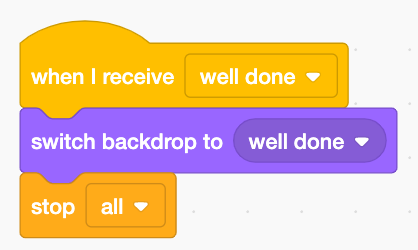 when I receive well done
switch backdrop to well done
stop all